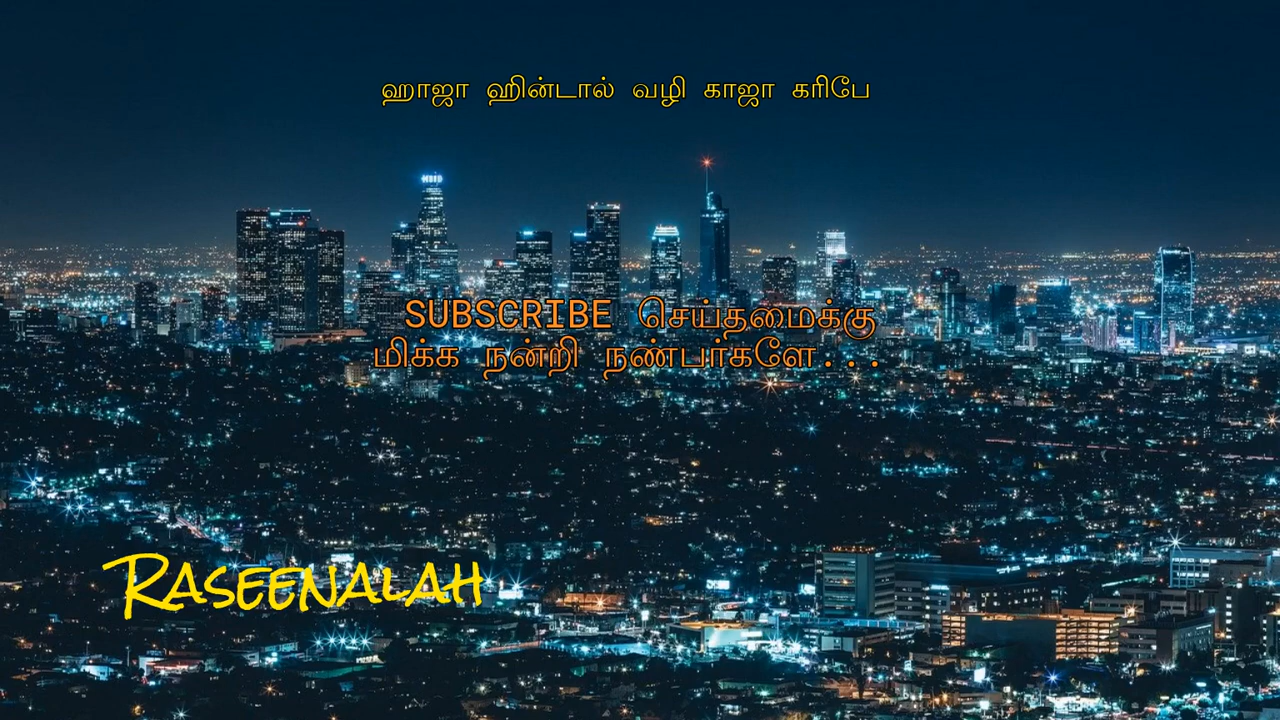 ஹாஜா ஹின்டால் வழி காஜா கரிபே
SUBSCRIBE செய்தமைக்கு
மிக்க நன்றி நண்பர்களே...
RASEENALAH